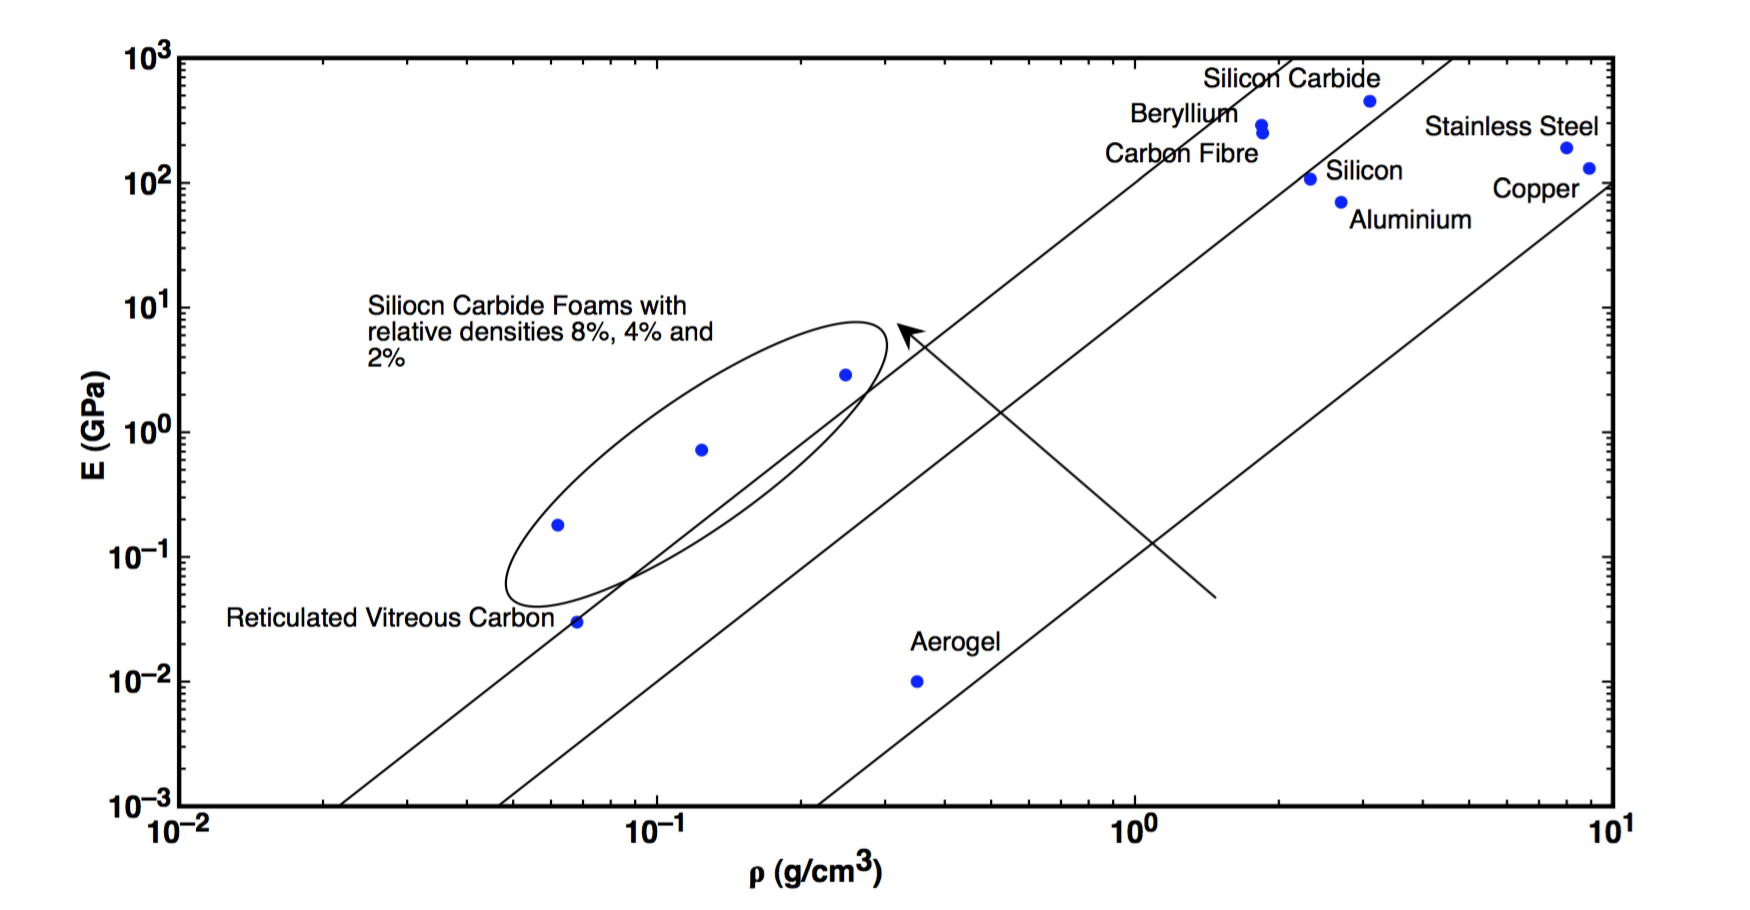 10³
Silicon Carbide
Beryllium
Stainless Steel
Carbon Fibre
Silicon
10²
Copper
Aluminium
Siliocn Carbide Foams with
relative densities 8%, 4% and
2%
10¹
E (GPa)
10⁰
10⁻¹
Reticulated Vitreous Carbon
Aerogel
10⁻²
10⁻³
10⁻² 10⁻¹ 10⁰ 10¹
ρ (g/cm³)